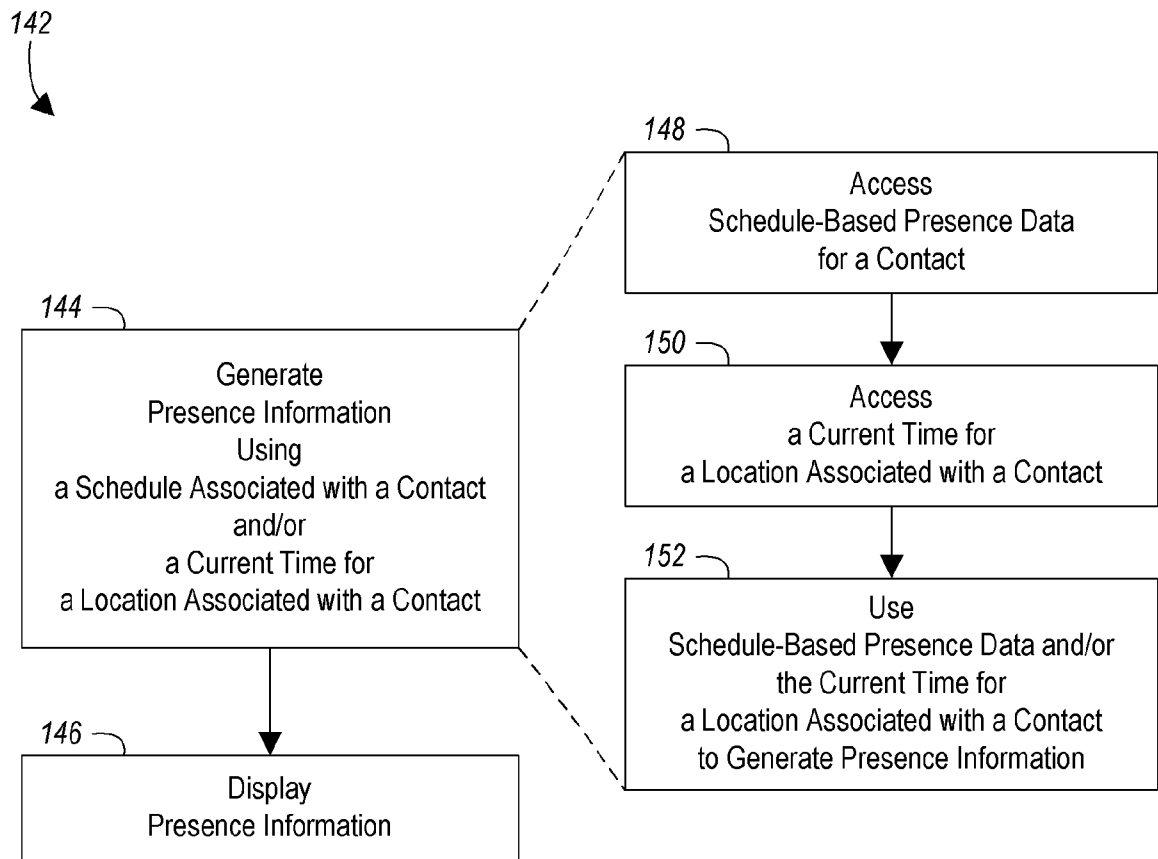 142
144
Generate
Presence Information
Using
a Schedule Associated with a Contact
and/or
a Current Time for
a Location Associated with a Contact
146
Display
Presence Information
148
Access
Schedule-Based Presence Data
for a Contact
150
Access
a Current Time for
a Location Associated with a Contact
152
Use
Schedule-Based Presence Data and/or
the Current Time for
a Location Associated with a Contact
to Generate Presence Information